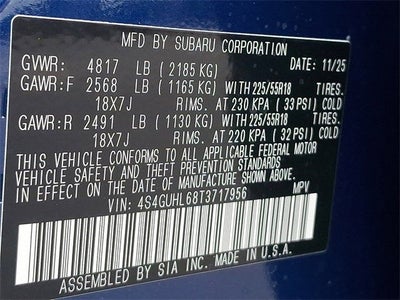 MFD BY SUBARU CORPORATION
GVWR: 4817 LB (2185 KG) DATE: 11/25
GAWR:F 2568 LB (1165 KG) WITH 225/55R18 TIRES.
18X7J RIMS. AT 230 KPA (33 PSI) COLD
GAWR:R 2491 LB (1130 KG) WITH 225/55R18 TIRES.
18X7J RIMS. AT 220 KPA (32 PSI) COLD
THIS VEHICLE CONFORMS TO ALL APPLICABLE FEDERAL MOTOR
VEHICLE SAFETY AND THEFT PREVENTION STANDARDS
IN EFFECT ON THE DATE OF MANUFACTURE SHOWN ABOVE.
VIN: 4S4GUHL68T3717956 MPV
ASSEMBLED BY SIA INC. MADE IN U.S.A.